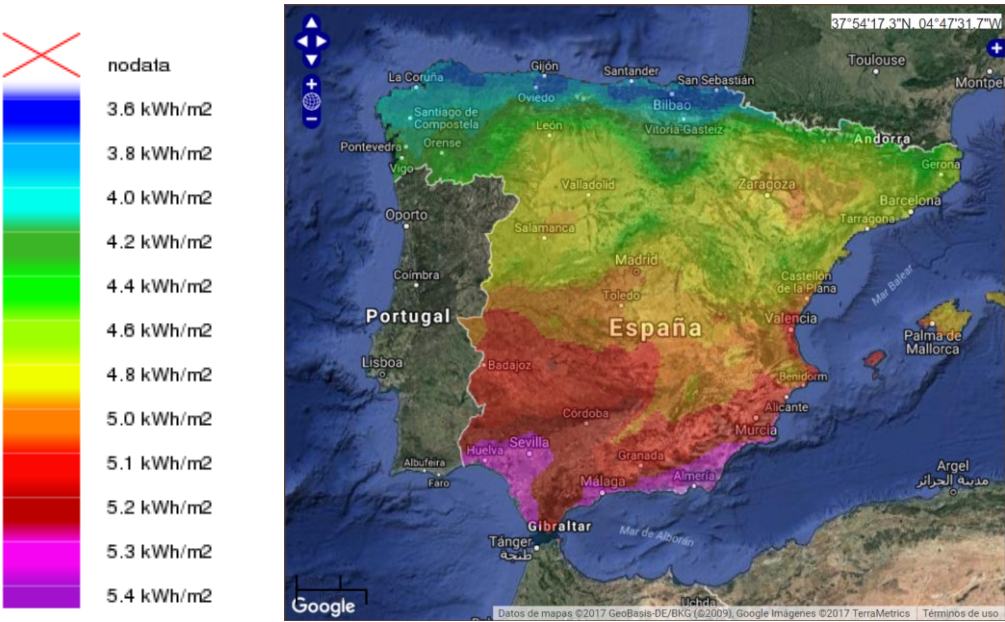 nodata
3.6 kWh/m2
3.8 kWh/m2
4.0 kWh/m2
4.2 kWh/m2
4.4 kWh/m2
4.6 kWh/m2
4.8 kWh/m2
5.0 kWh/m2
5.1 kWh/m2
5.2 kWh/m2
5.3 kWh/m2
5.4 kWh/m2
37°54'17.3"N, 04°47'31.7"W
Toulouse
Montpel
La Coruña
Gijón
Santander
San Sebastián
Oviedo
Bilbao
Santiago de
Compostela
León
Vitoria-Gasteiz
Pontevedra
Orense
Andorra
Vigo
Gerona
Valladolid
Zaragoza
Barcelona
Oporto
Tarragona
Salamanca
Madrid
Coímbra
Castellón
de la Plana
Mar Balear
Toledo
Portugal
España
Valencia
Palma de
Mallorca
Lisboa
Badajoz
Benidorm
Alicante
Córdoba
Murcia
Sevilla
Huelva
Granada
Albufeira
Faro
Málaga
Almería
Argel
مدينة الجزائر
Gibraltar
Mar de Alborán
Tánger
طنجة
Uchda
Google
Datos de mapas ©2017 GeoBasis-DE/BKG (©2009), Google Imágenes ©2017 TerraMetrics
Términos de uso